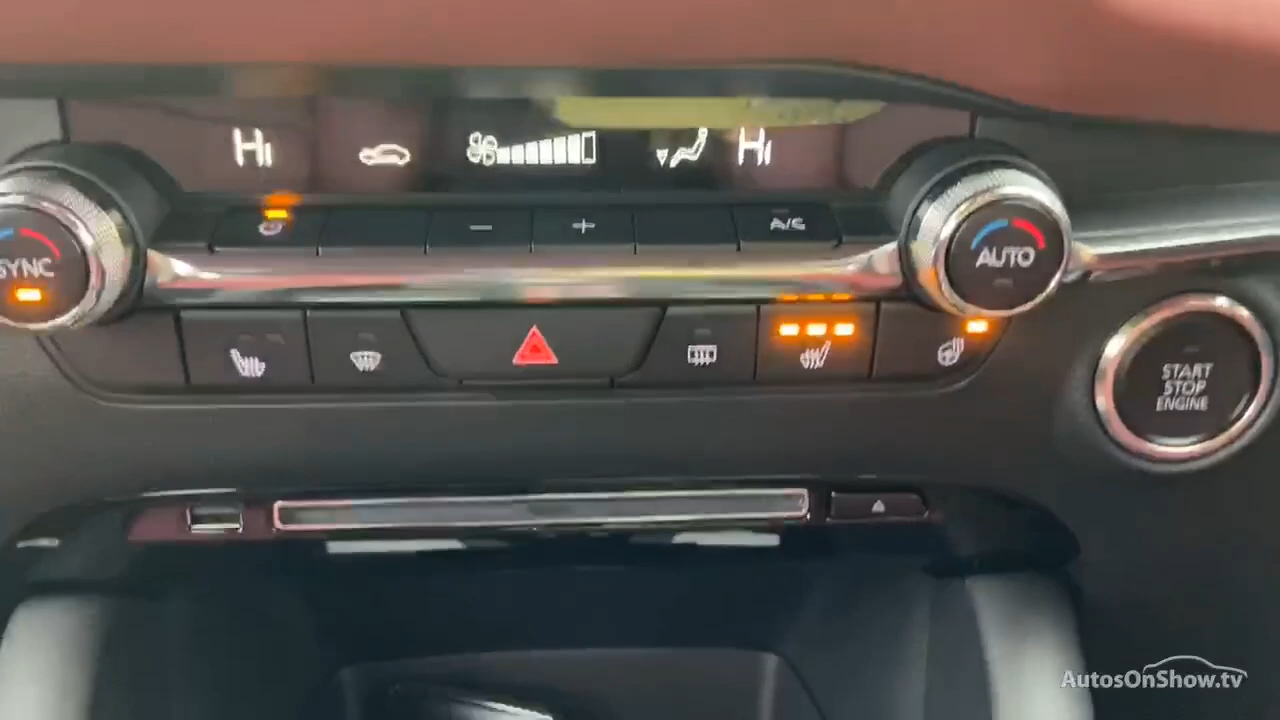 Hi Hi
- + A/C
SYNC
AUTO
START
STOP
ENGINE
AutosOnShow.tv